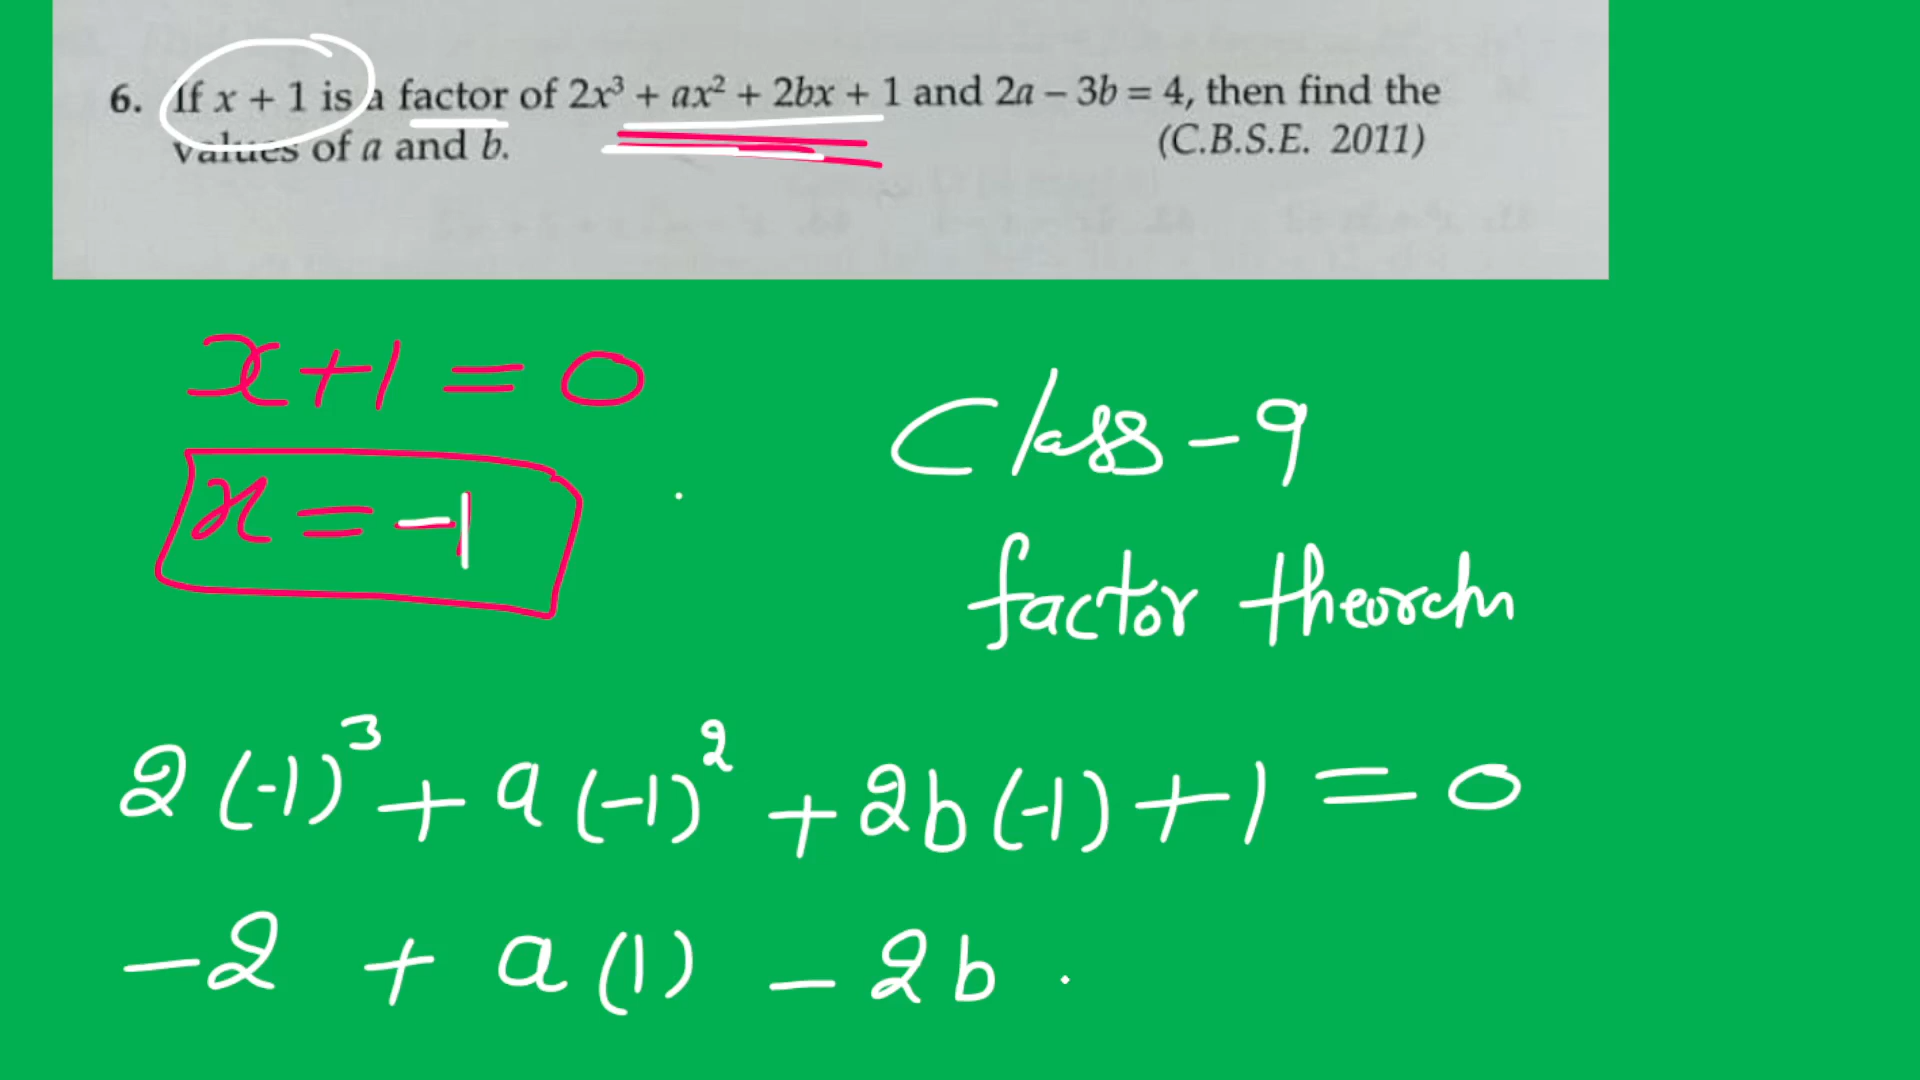 6. If x + 1 is a factor of 2x³ + ax² + 2bx + 1 and 2a – 3b = 4, then find the
values of a and b. (C.B.S.E. 2011)
x+1=0
x=-1
Class-9
factor theorem
2(-1)³+a(-1)²+2b(-1)+1=0
-2 + a(1) - 2b